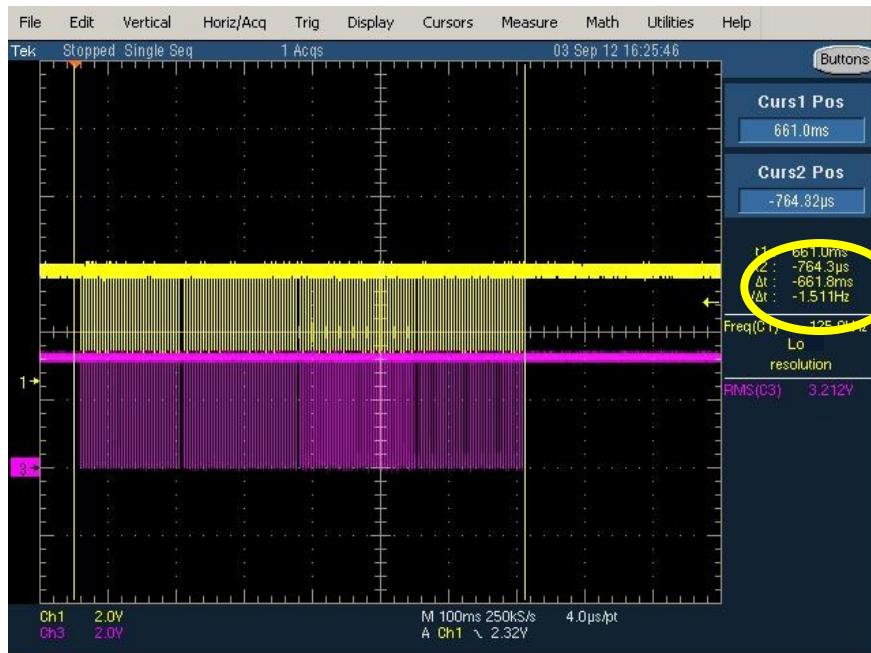 File Edit Vertical Horiz/Acq Trig Display Cursors Measure Math Utilities Help
Tek Stopped Single Seq 1 Acqs 03 Sep 12 16:25:46
Buttons
Curs1 Pos
661.0ms
Curs2 Pos
-764.32µs
t1 661.0ms
t2 : -764.3µs
Δt : -661.8ms
Δt : -1.511Hz
Freq(C1)
Lo
resolution
RMS(C3) 3.212V
1
3
Ch1 2.0V M 100ms 250kS/s 4.0µs/pt
Ch3 2.0V A Ch1 2.32V